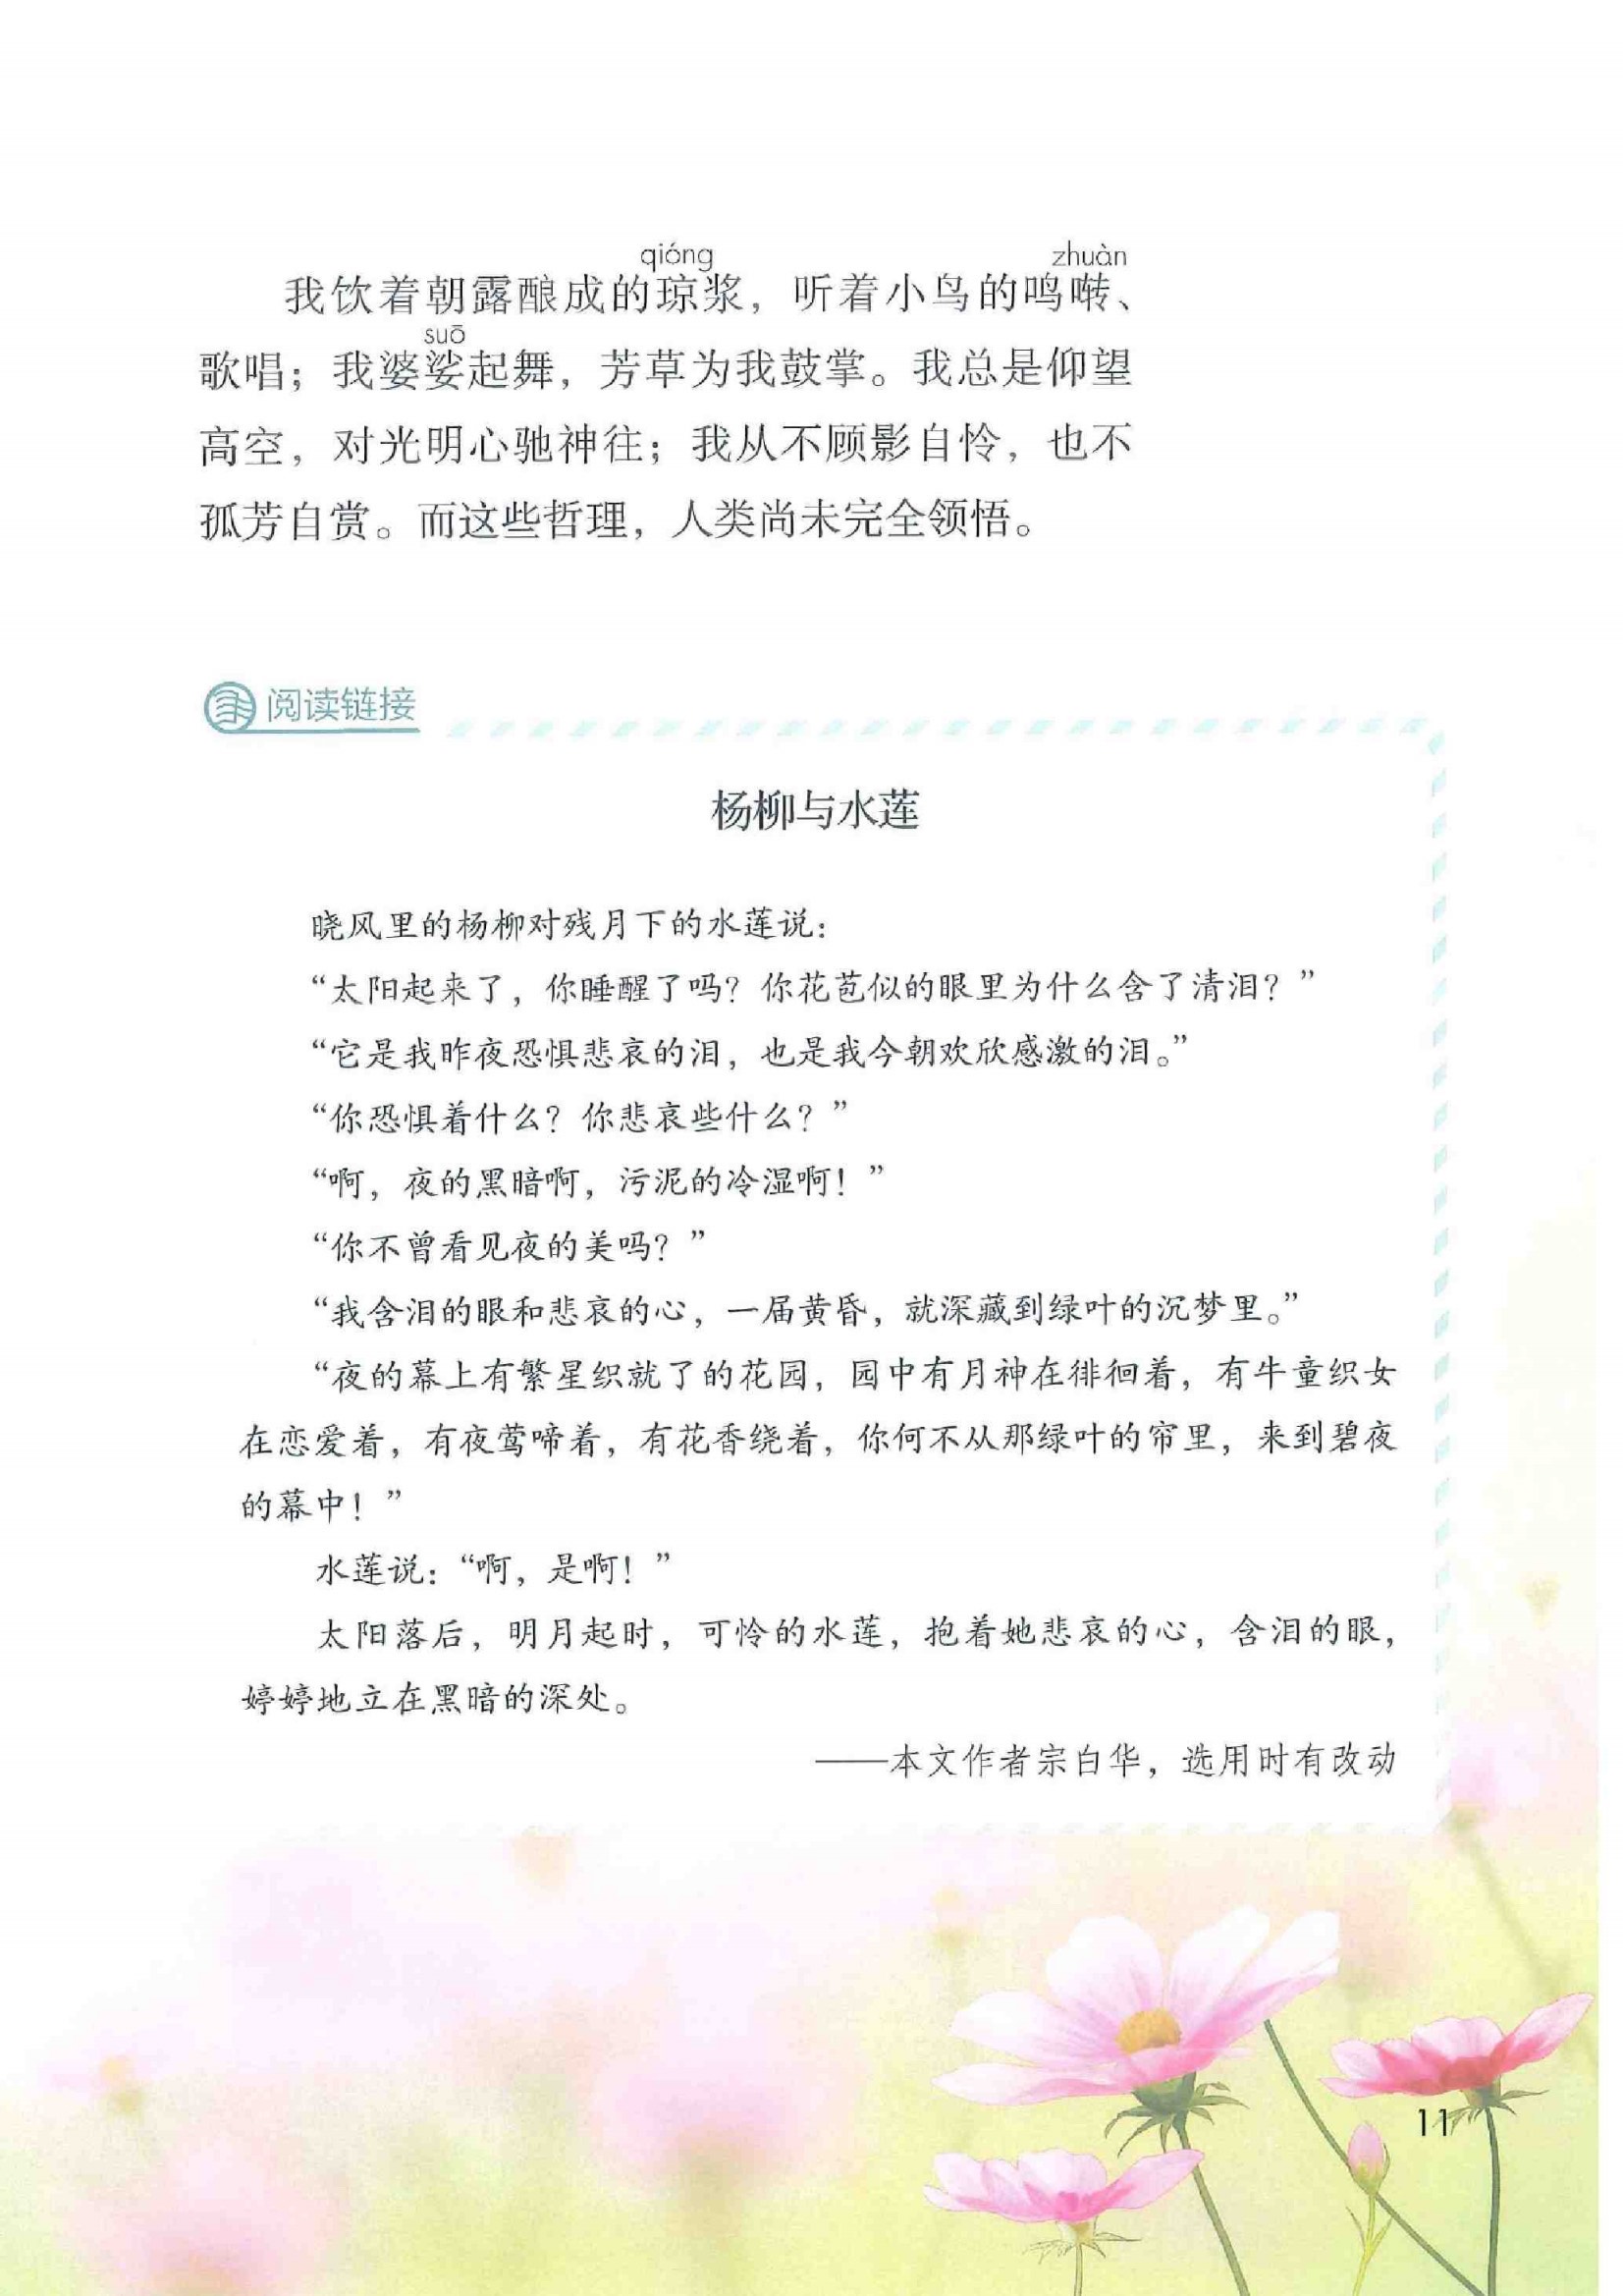 qióng zhuàn
我饮着朝露酿成的琼浆，听着小鸟的鸣啭、
suō
歌唱；我婆娑起舞，芳草为我鼓掌。我总是仰望
高空，对光明心驰神往；我从不顾影自怜，也不
孤芳自赏。而这些哲理，人类尚未完全领悟。
阅读链接
杨柳与水莲
晓风里的杨柳对残月下的水莲说：
“太阳起来了，你睡醒了吗？你花苞似的眼里为什么含了清泪？”
“它是我昨夜恐惧悲哀的泪，也是我今朝欢欣感激的泪。”
“你恐惧着什么？你悲哀些什么？”
“啊，夜的黑暗啊，污泥的冷湿啊！”
“你不曾看见夜的美吗？”
“我含泪的眼和悲哀的心，一届黄昏，就深藏到绿叶的沉梦里。”
“夜的幕上有繁星织就了的花园，园中有月神在徘徊着，有牛童织女
在恋爱着，有夜莺啼着，有花香绕着，你何不从那绿叶的帘里，来到碧夜
的幕中！”
水莲说：“啊，是啊！”
太阳落后，明月起时，可怜的水莲，抱着她悲哀的心，含泪的眼，
婷婷地立在黑暗的深处。
——本文作者宗白华，选用时有改动
11